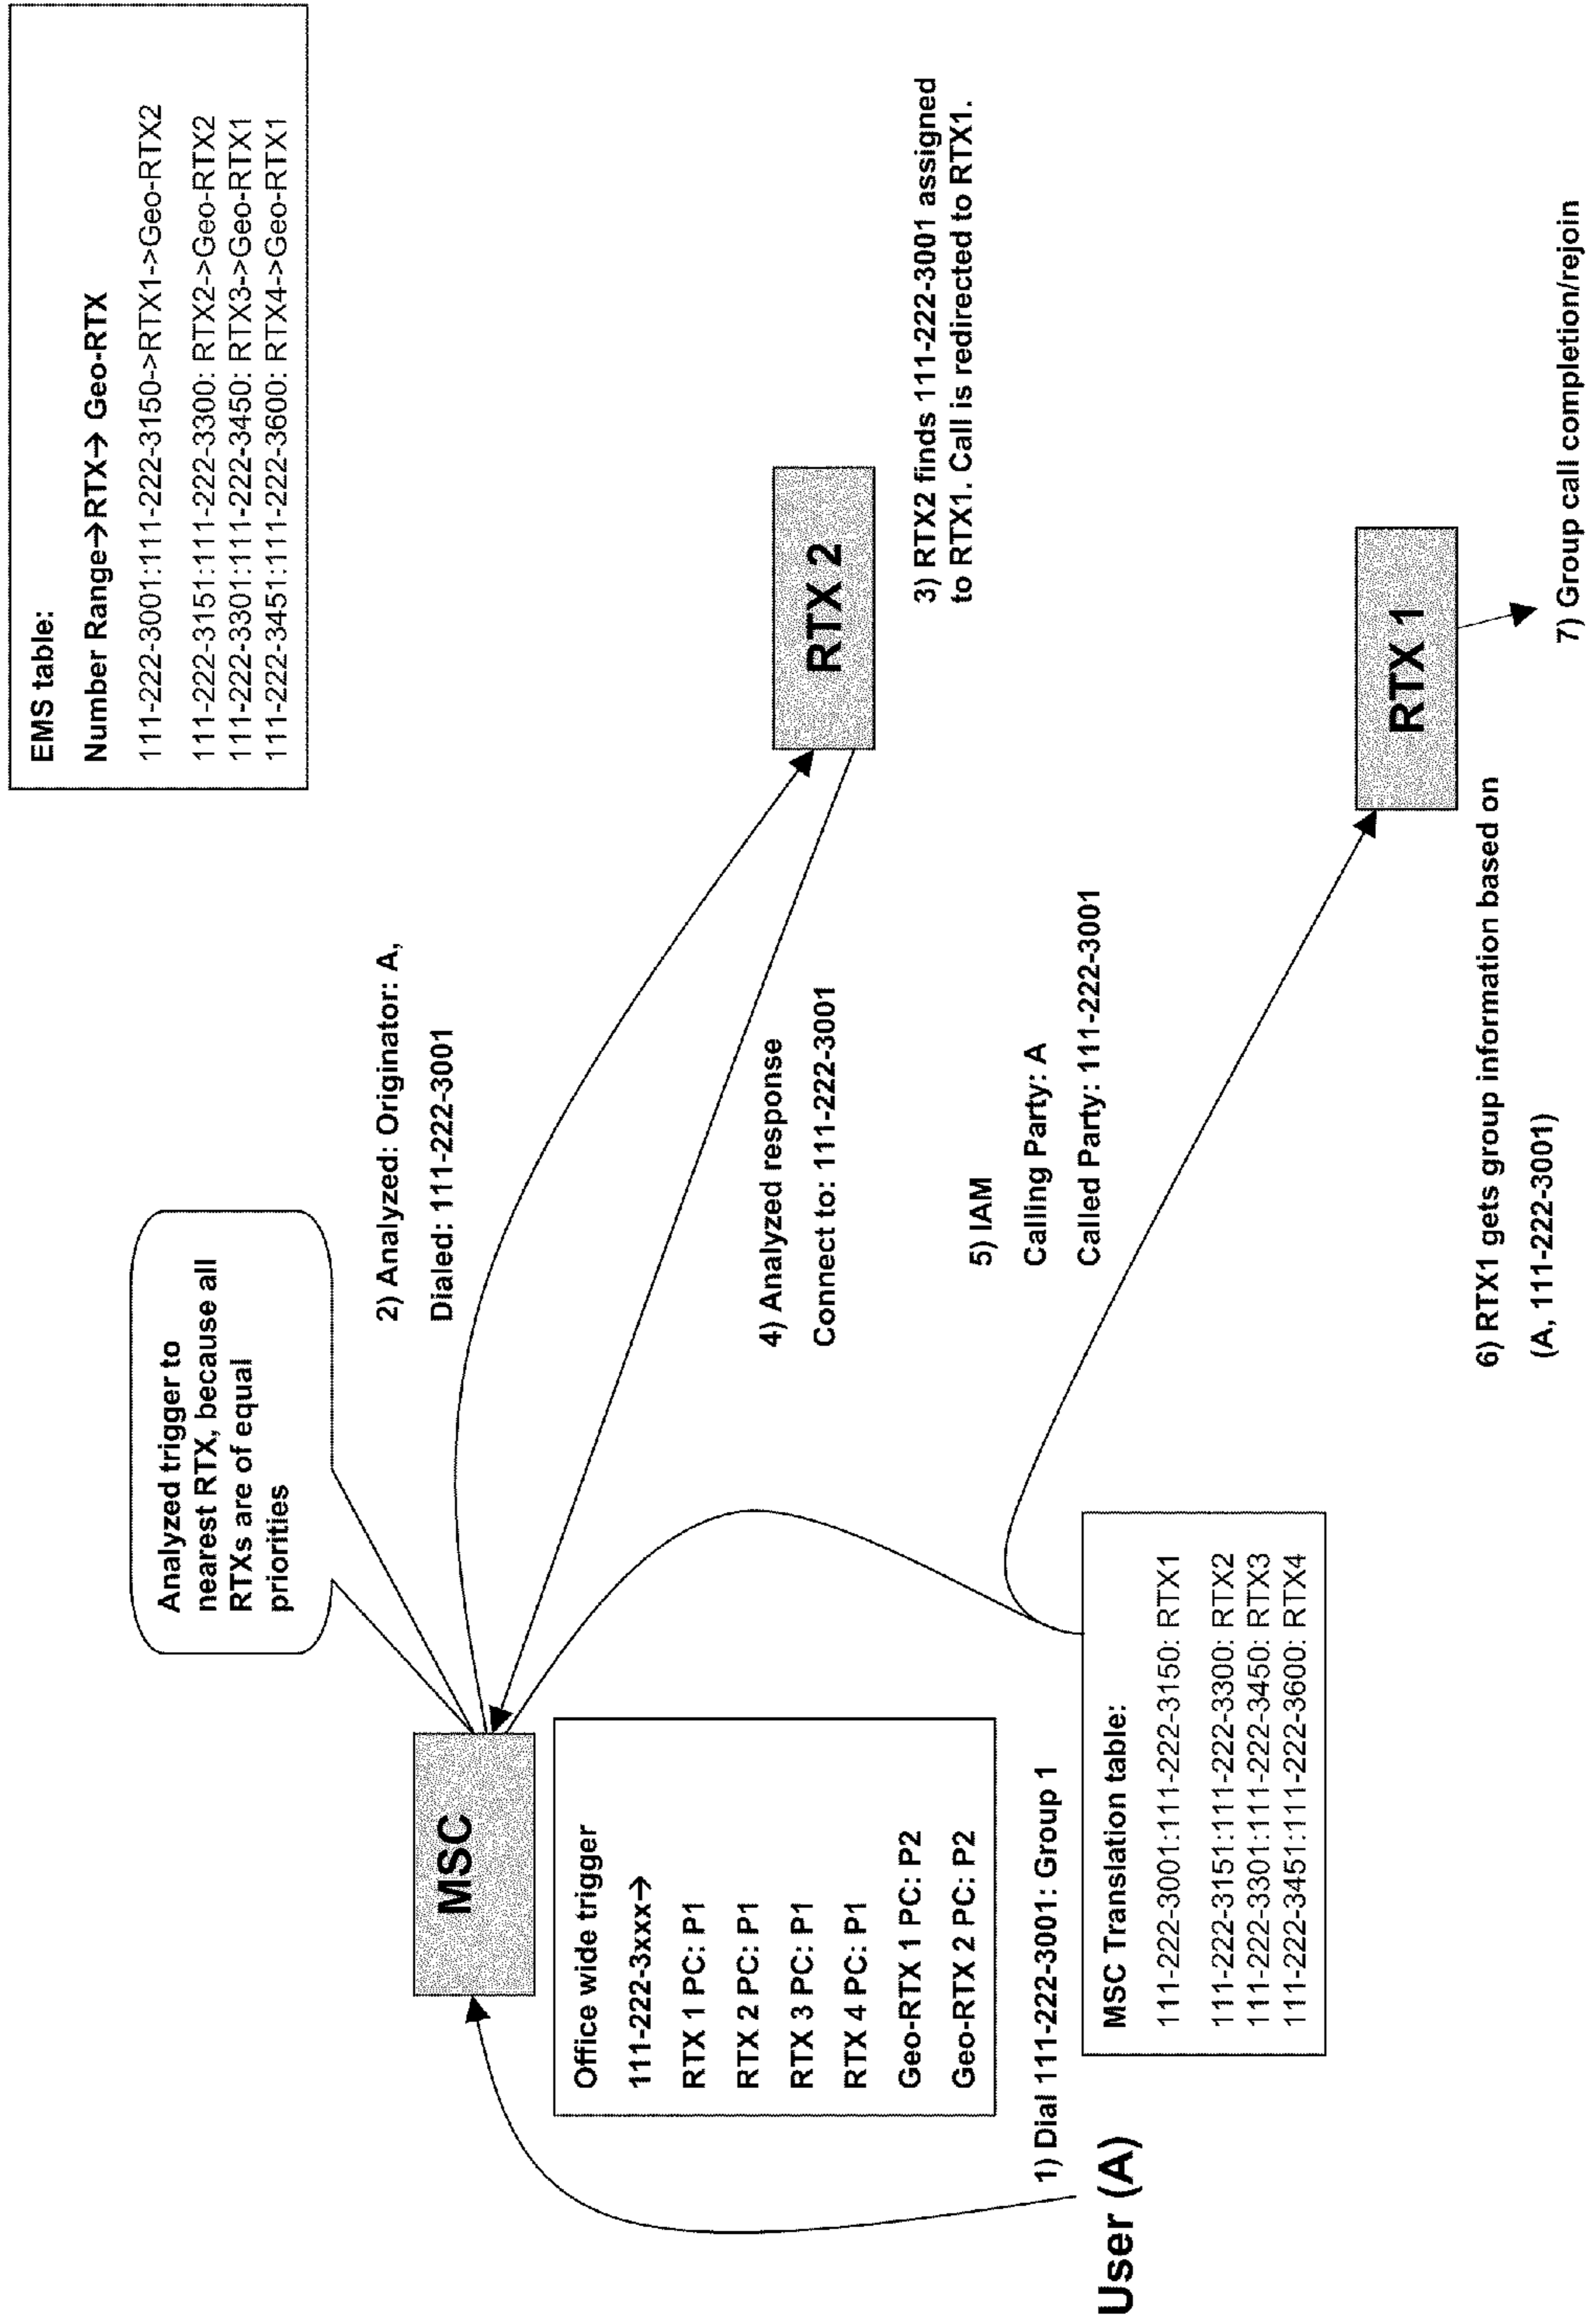 EMS table:
Number Range→RTX→ Geo-RTX
111-222-3001:111-222-3150->RTX1->Geo-RTX2
111-222-3151:111-222-3300: RTX2->Geo-RTX2
111-222-3301:111-222-3450: RTX3->Geo-RTX1
111-222-3451:111-222-3600: RTX4->Geo-RTX1
Analyzed trigger to
nearest RTX, because all
RTXs are of equal
priorities
MSC
2) Analyzed: Originator: A,
Dialed: 111-222-3001
Office wide trigger
111-222-3xxx→
RTX 1 PC: P1
RTX 2 PC: P1
RTX 3 PC: P1
RTX 4 PC: P1
Geo-RTX 1 PC: P2
Geo-RTX 2 PC: P2
4) Analyzed response
Connect to: 111-222-3001
RTX 2
3) RTX2 finds 111-222-3001 assigned
to RTX1. Call is redirected to RTX1.
5) IAM
Calling Party: A
Called Party: 111-222-3001
1) Dial 111-222-3001: Group 1
User (A)
MSC Translation table:
111-222-3001:111-222-3150: RTX1
111-222-3151:111-222-3300: RTX2
111-222-3301:111-222-3450: RTX3
111-222-3451:111-222-3600: RTX4
RTX 1
6) RTX1 gets group information based on
(A, 111-222-3001)
7) Group call completion/rejoin